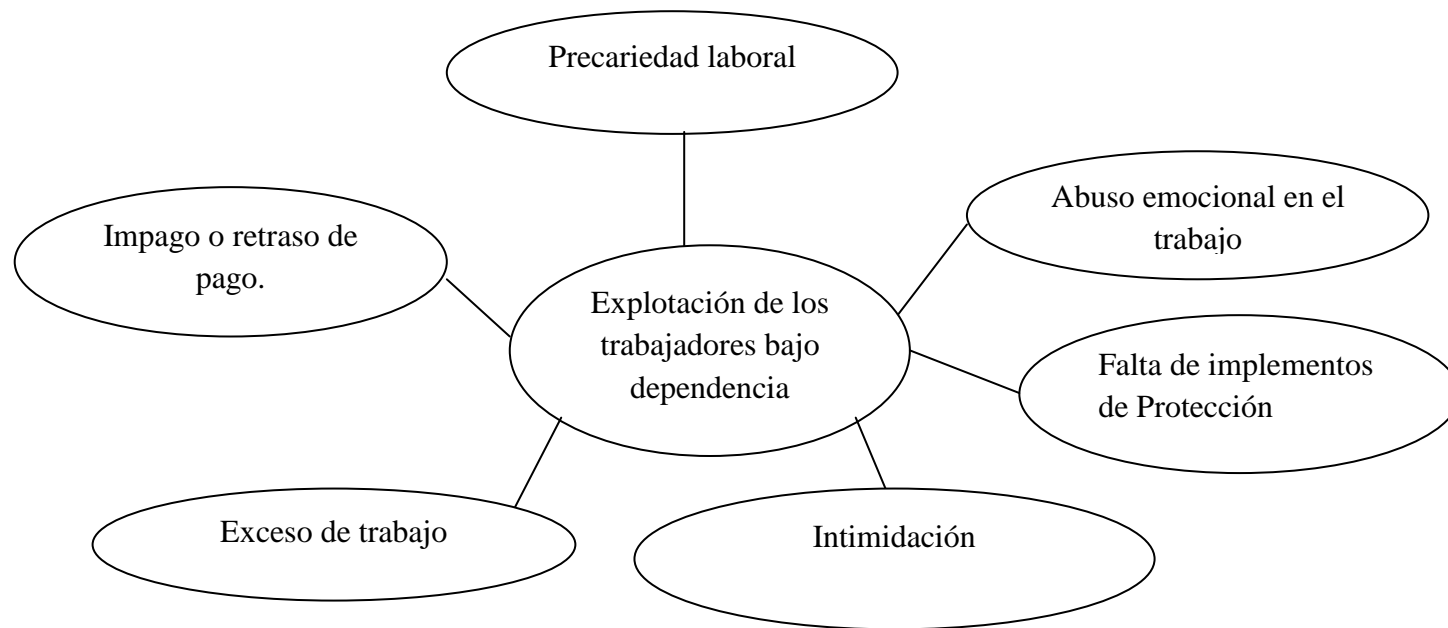 Precariedad laboral
Abuso emocional en el
trabajo
Impago o retraso de
pago.
Explotación de los
trabajadores bajo
dependencia
Falta de implementos
de Protección
Exceso de trabajo
Intimidación